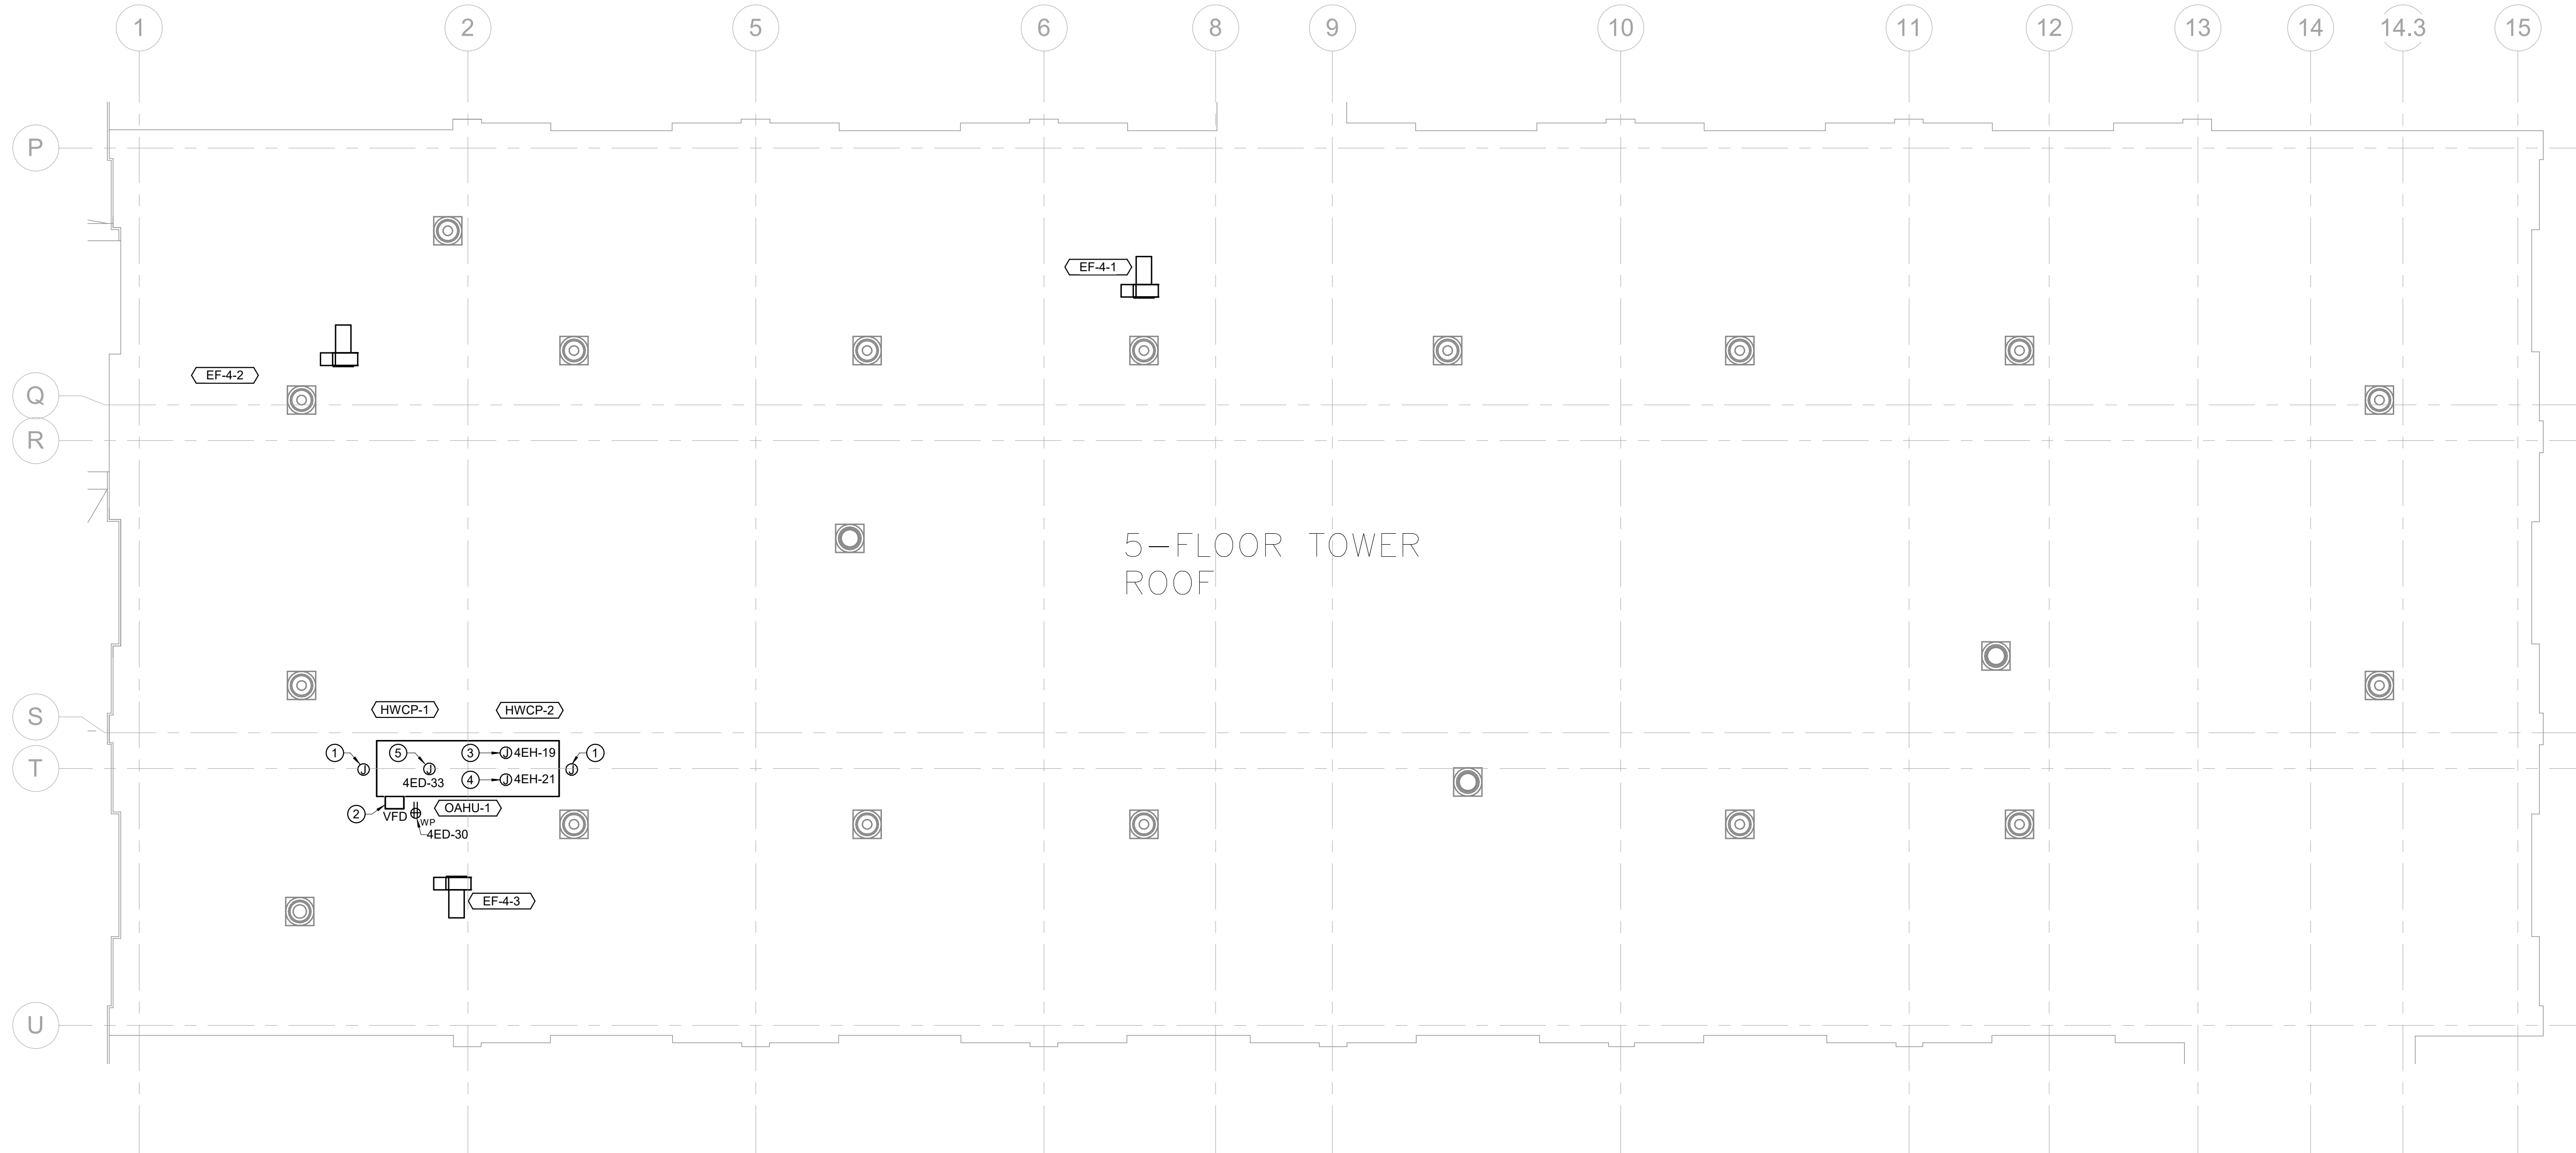 1
2
5
6
8
9
10
11
12
13
14
14.3
15
P
EF-4-1
EF-4-2
Q
R
5-FLOOR TOWER
ROOF
S
HWCP-1
HWCP-2
1
5
3
J 4EH-19
1
T
J
J
J
4ED-33
4
J 4EH-21
2
VFD
OAHU-1
WP
4ED-30
EF-4-3
U